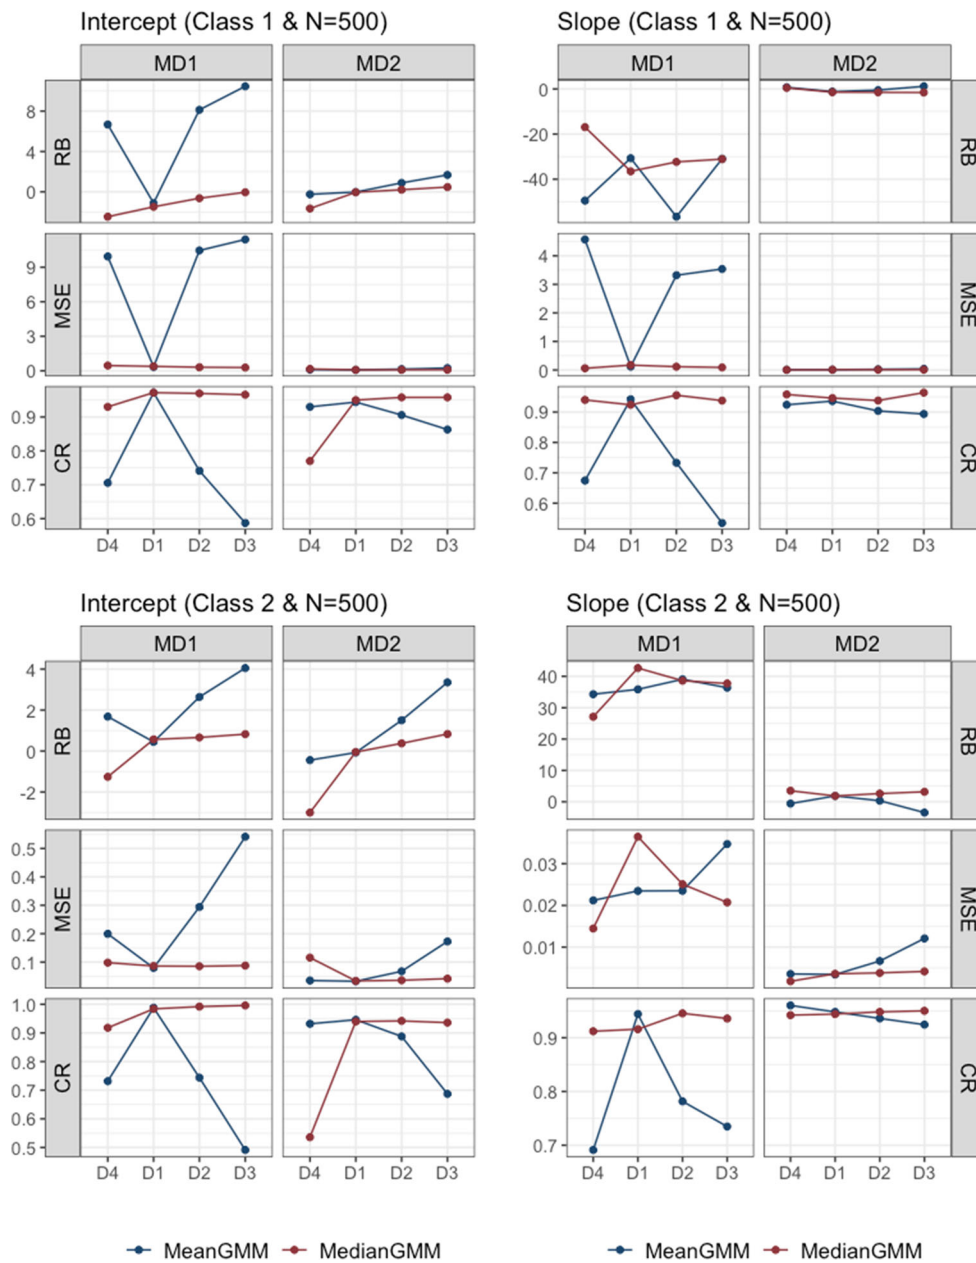 Intercept (Class 1 & N=500)
MD1 MD2
RB
8
4
0
MSE
9
6
3
0
CR
0.9
0.8
0.7
0.6
D4 D1 D2 D3 D4 D1 D2 D3
Slope (Class 1 & N=500)
MD1 MD2
0
-20
-40
RB
4
3
2
1
0
MSE
0.9
0.8
0.7
0.6
CR
D4 D1 D2 D3 D4 D1 D2 D3
Intercept (Class 2 & N=500)
MD1 MD2
RB
4
2
0
-2
MSE
0.5
0.4
0.3
0.2
0.1
CR
1.0
0.9
0.8
0.7
0.6
0.5
D4 D1 D2 D3 D4 D1 D2 D3
MeanGMM MedianGMM
Slope (Class 2 & N=500)
MD1 MD2
40
30
20
10
0
RB
0.03
0.02
0.01
MSE
0.9
0.8
0.7
CR
D4 D1 D2 D3 D4 D1 D2 D3
MeanGMM MedianGMM